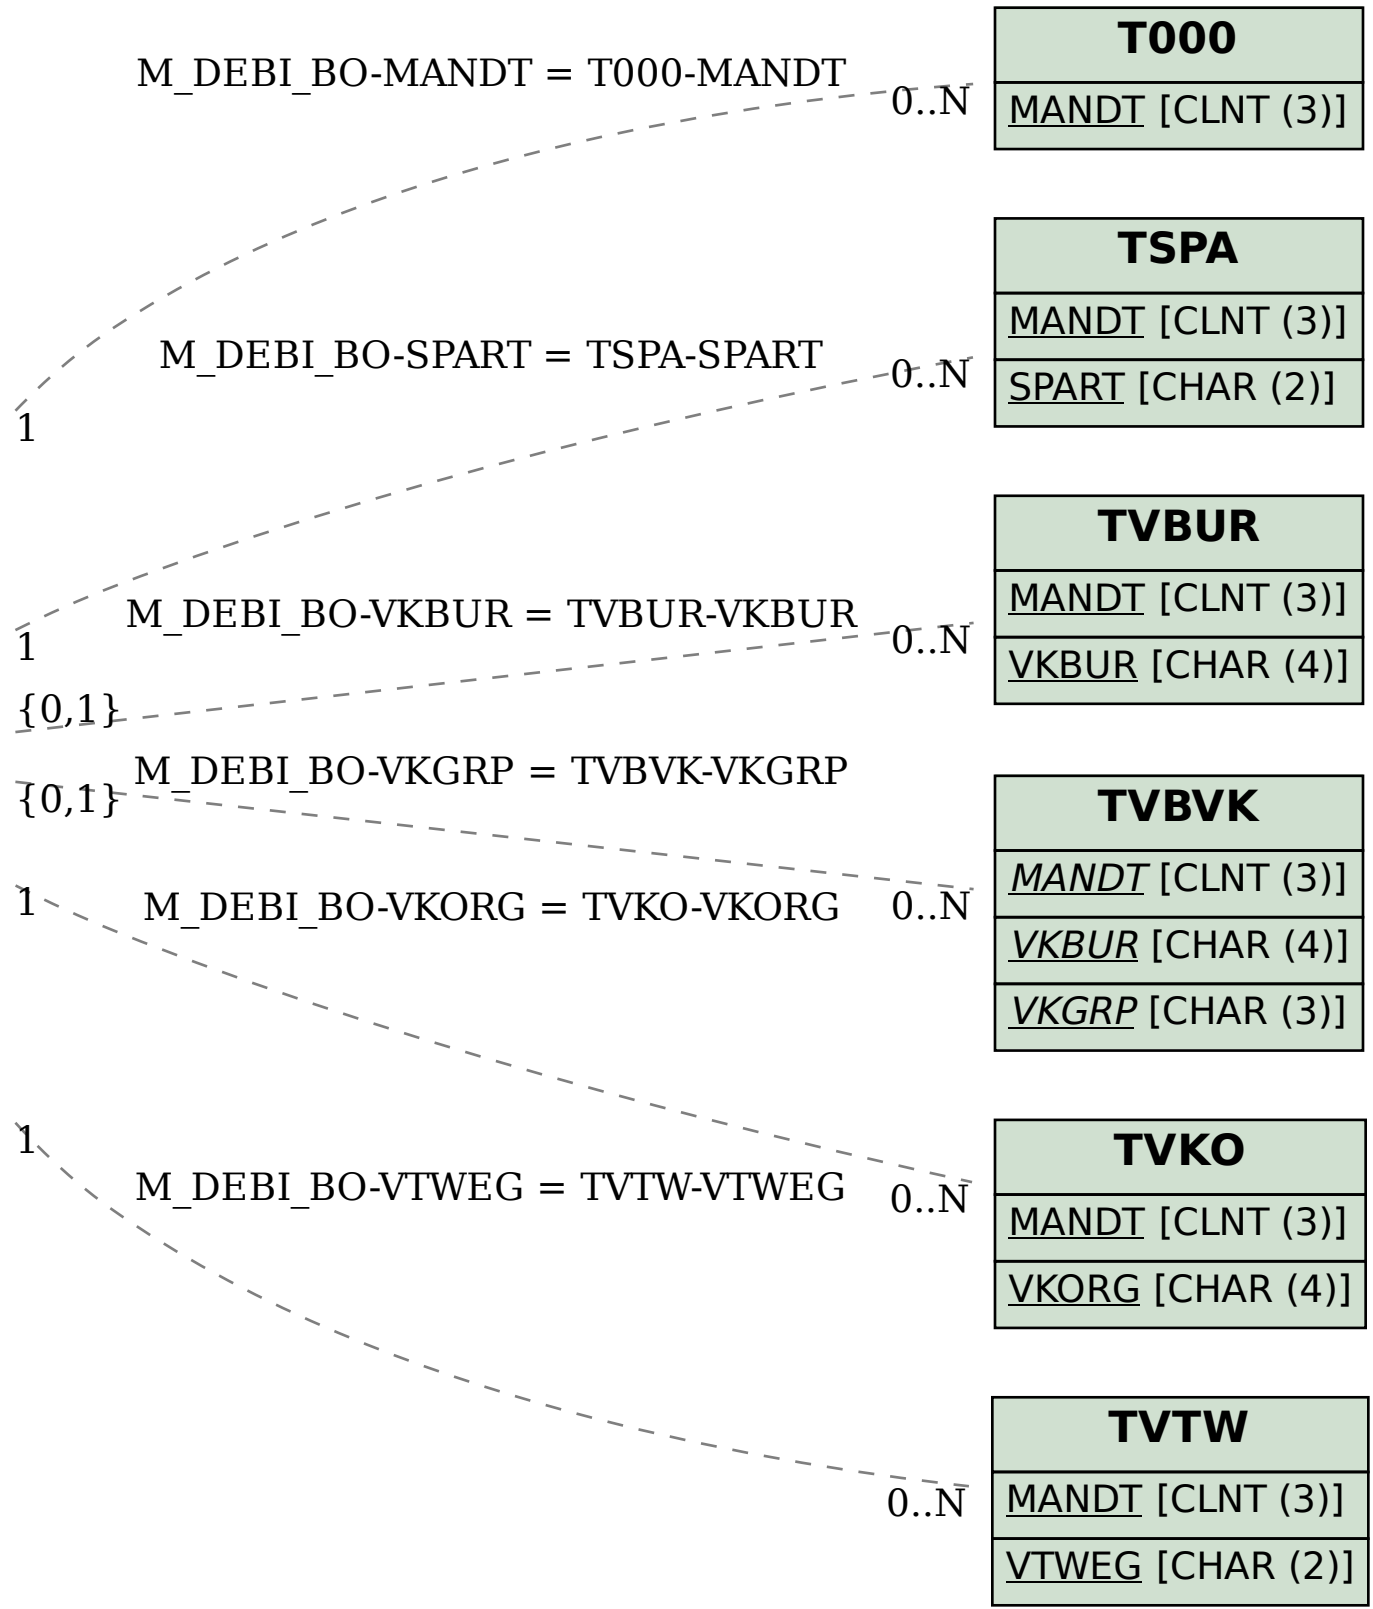 T000
M_DEBI_BO-MANDT = T000-MANDT
0..N
MANDT [CLNT (3)]
TSPA
MANDT [CLNT (3)]
M_DEBI_BO-SPART = TSPA-SPART
0..N
SPART [CHAR (2)]
1
TVBUR
MANDT [CLNT (3)]
M_DEBI_BO-VKBUR = TVBUR-VKBUR
0..N
1
VKBUR [CHAR (4)]
{0,1}
M_DEBI_BO-VKGRP = TVBVK-VKGRP
{0,1}
TVBVK
MANDT [CLNT (3)]
1
M_DEBI_BO-VKORG = TVKO-VKORG
0..N
VKBUR [CHAR (4)]
VKGRP [CHAR (3)]
1
TVKO
M_DEBI_BO-VTWEG = TVTW-VTWEG
0..N
MANDT [CLNT (3)]
VKORG [CHAR (4)]
TVTW
0..N
MANDT [CLNT (3)]
VTWEG [CHAR (2)]